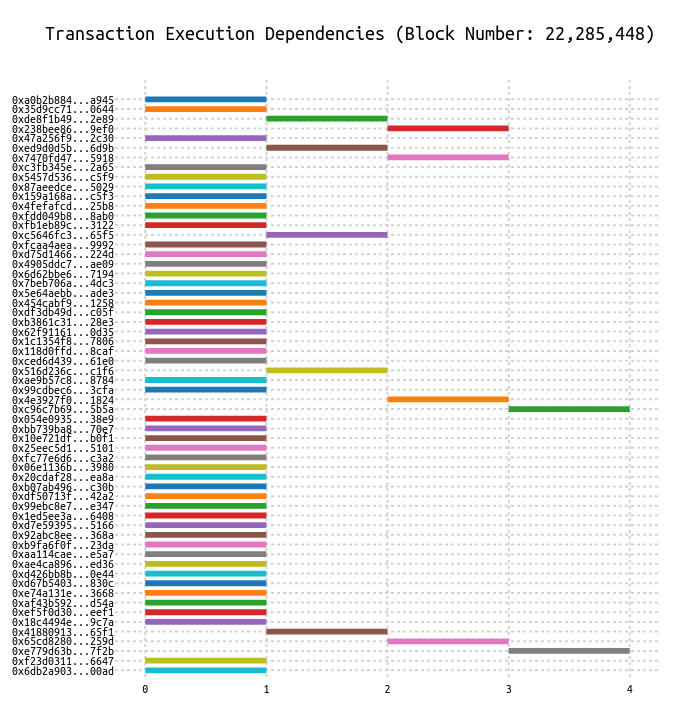 Transaction Execution Dependencies (Block Number: 22,285,448)
0xa0b2b884...a945
0x35d9cc71...0644
0xde8f1b49...2e89
0x238bee86...9ef0
0x47a256f9...2c30
0xed9d0d5b...6d9b
0x7470fd47...5918
0xc3fb345e...2a65
0x5457d536...c5f9
0x87aeedce...5029
0x159a168a...c5f3
0x4fefafcd...25b8
0xfdd049b8...8ab0
0xfb1eb89c...3122
0xc5646fc3...65f5
0xfcaa4aea...9992
0xd75d1466...224d
0x4905ddc7...ae09
0x6d62bbe6...7194
0x7beb706a...4dc3
0x5e64aebb...ade3
0x454cabf9...1258
0xdf3db49d...c05f
0xb3861c31...28e3
0x62f91161...0d35
0x1c1354f8...7806
0x118d0ffd...8caf
0xced6d439...61e0
0x516d236c...c1f6
0xae9b57c8...8784
0x99cdbec6...3cfa
0x4e3927f0...1824
0xc96c7b69...5b5a
0x054e0935...38e9
0xbb739ba8...70e7
0x10e721df...b0f1
0x25eec5d1...5101
0xfc77e6d6...c3a2
0x06e1136b...3980
0x20cdaf28...ea8a
0xb07ab496...c30b
0xdf50713f...42a2
0x99ebc8e7...e347
0x1ed5ee3a...6408
0xd7e59395...5166
0x92abc8ee...368a
0xb9fa6f0f...23da
0xaa114cae...e5a7
0xae4ca896...ed36
0xd426bb8b...0e44
0xd67b5403...830c
0xe74a131e...3668
0xaf43b592...d54a
0xef5f0d30...eef1
0x18c4494e...9c7a
0x41880913...65f1
0x65cd8280...259d
0xe779d63b...7f2b
0xf23d0311...6647
0x6db2a903...00ad
0 1 2 3 4